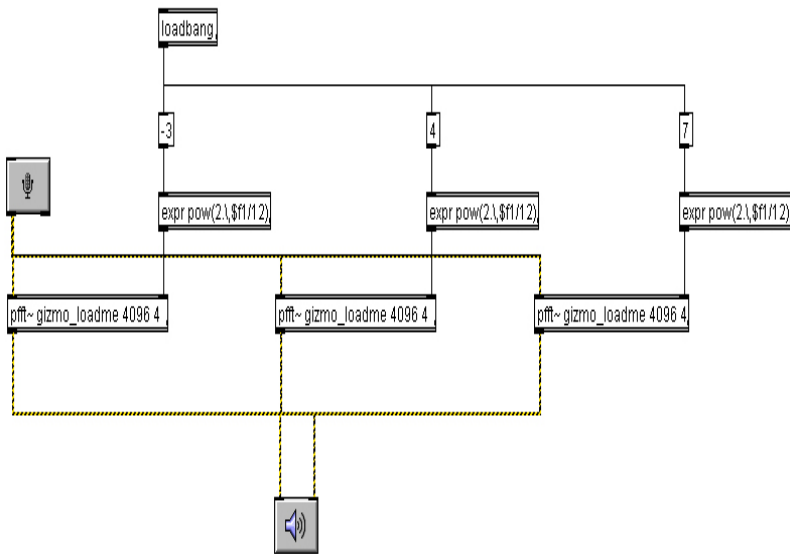 loadbang
-3
4
7
expr pow(2.\,$f1/12)
expr pow(2.\,$f1/12)
expr pow(2.\,$f1/12)
pfft~ gizmo_loadme 4096 4
pfft~ gizmo_loadme 4096 4
pfft~ gizmo_loadme 4096 4